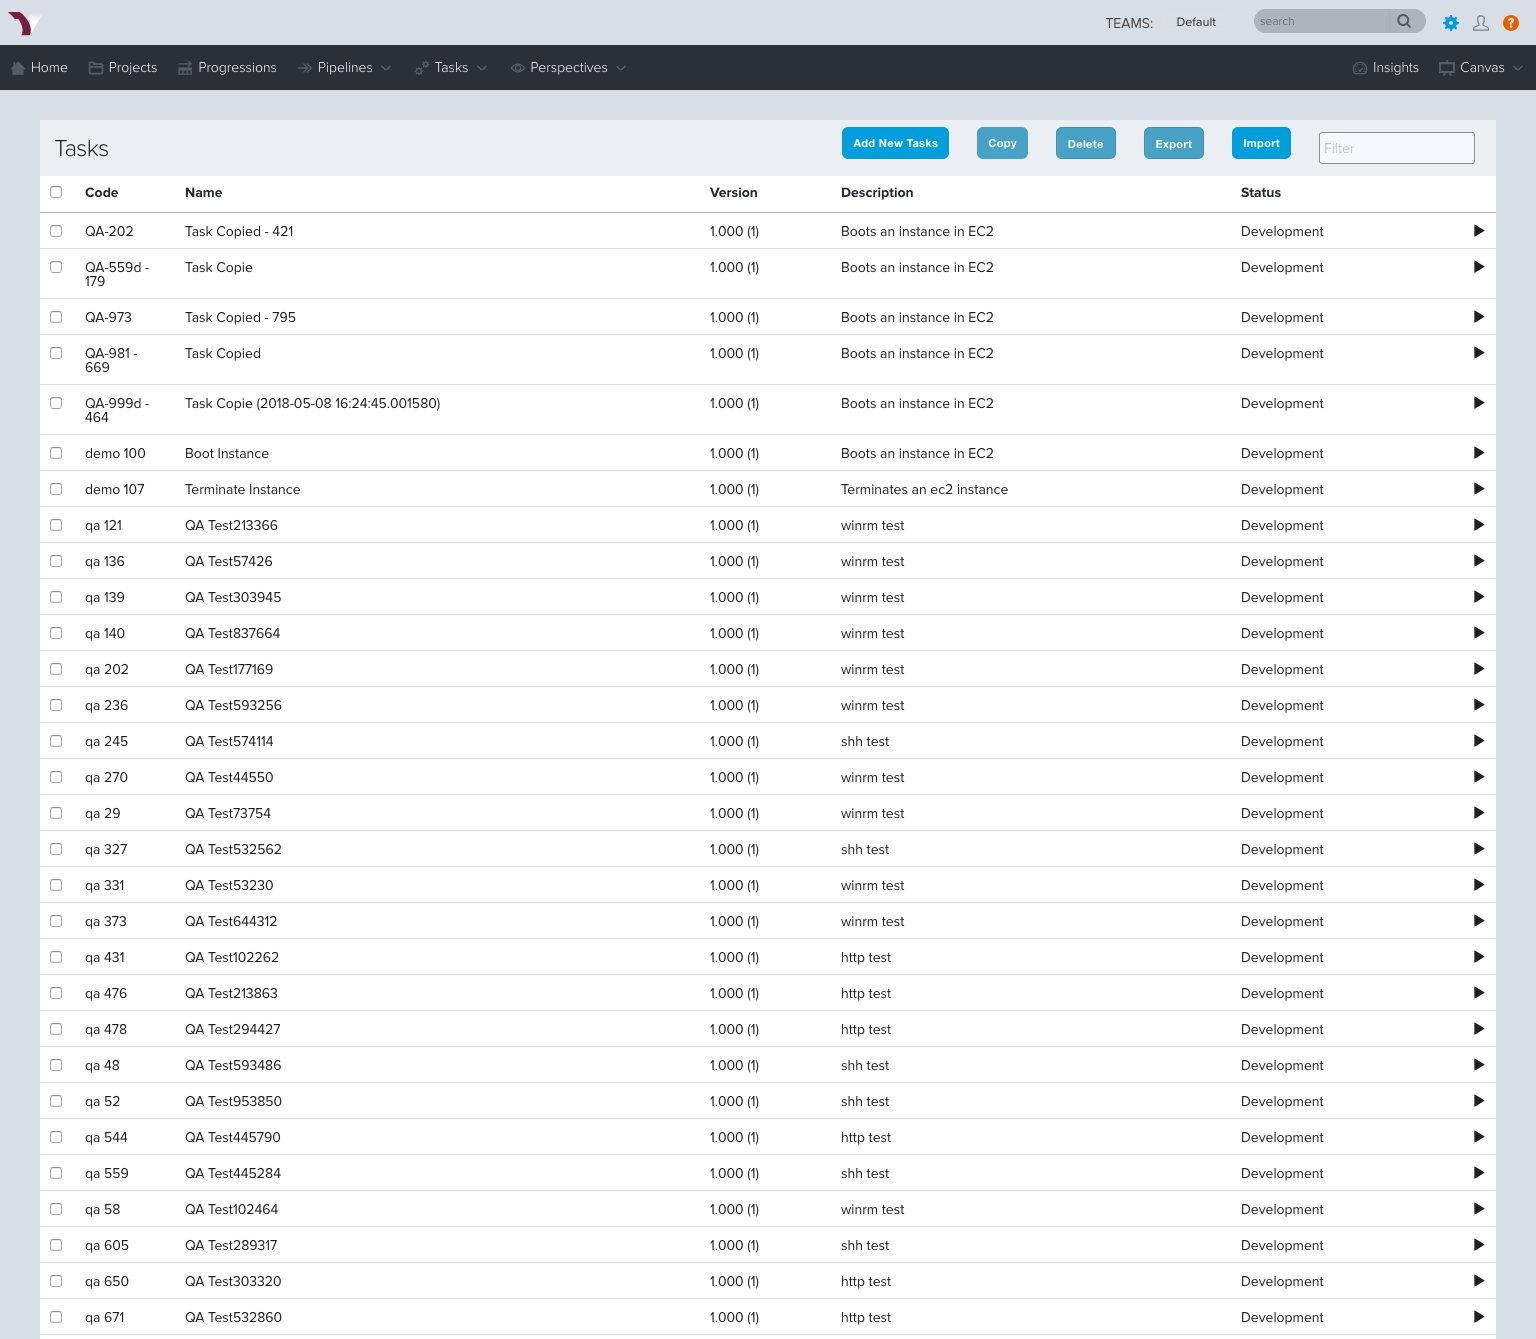 TEAMS: Default search ?
Home Projects Progressions Pipelines Tasks Perspectives Insights Canvas
Tasks Add New Tasks Copy Delete Export Import Filter
Code Name Version Description Status
QA-202 Task Copied - 421 1.000 (1) Boots an instance in EC2 Development
QA-559d - Task Copie 1.000 (1) Boots an instance in EC2 Development
179
QA-973 Task Copied - 795 1.000 (1) Boots an instance in EC2 Development
QA-981 - Task Copied 1.000 (1) Boots an instance in EC2 Development
669
QA-999d - Task Copie (2018-05-08 16:24:45.001580) 1.000 (1) Boots an instance in EC2 Development
464
demo 100 Boot Instance 1.000 (1) Boots an instance in EC2 Development
demo 107 Terminate Instance 1.000 (1) Terminates an ec2 instance Development
qa 121 QA Test213366 1.000 (1) winrm test Development
qa 136 QA Test57426 1.000 (1) winrm test Development
qa 139 QA Test303945 1.000 (1) winrm test Development
qa 140 QA Test837664 1.000 (1) winrm test Development
qa 202 QA Test177169 1.000 (1) winrm test Development
qa 236 QA Test593256 1.000 (1) winrm test Development
qa 245 QA Test574114 1.000 (1) shh test Development
qa 270 QA Test44550 1.000 (1) winrm test Development
qa 29 QA Test73754 1.000 (1) winrm test Development
qa 327 QA Test532562 1.000 (1) shh test Development
qa 331 QA Test53230 1.000 (1) winrm test Development
qa 373 QA Test644312 1.000 (1) winrm test Development
qa 431 QA Test102262 1.000 (1) http test Development
qa 476 QA Test213863 1.000 (1) http test Development
qa 478 QA Test294427 1.000 (1) http test Development
qa 48 QA Test593486 1.000 (1) shh test Development
qa 52 QA Test953850 1.000 (1) shh test Development
qa 544 QA Test445790 1.000 (1) http test Development
qa 559 QA Test445284 1.000 (1) shh test Development
qa 58 QA Test102464 1.000 (1) winrm test Development
qa 605 QA Test289317 1.000 (1) shh test Development
qa 650 QA Test303320 1.000 (1) http test Development
qa 671 QA Test532860 1.000 (1) http test Development